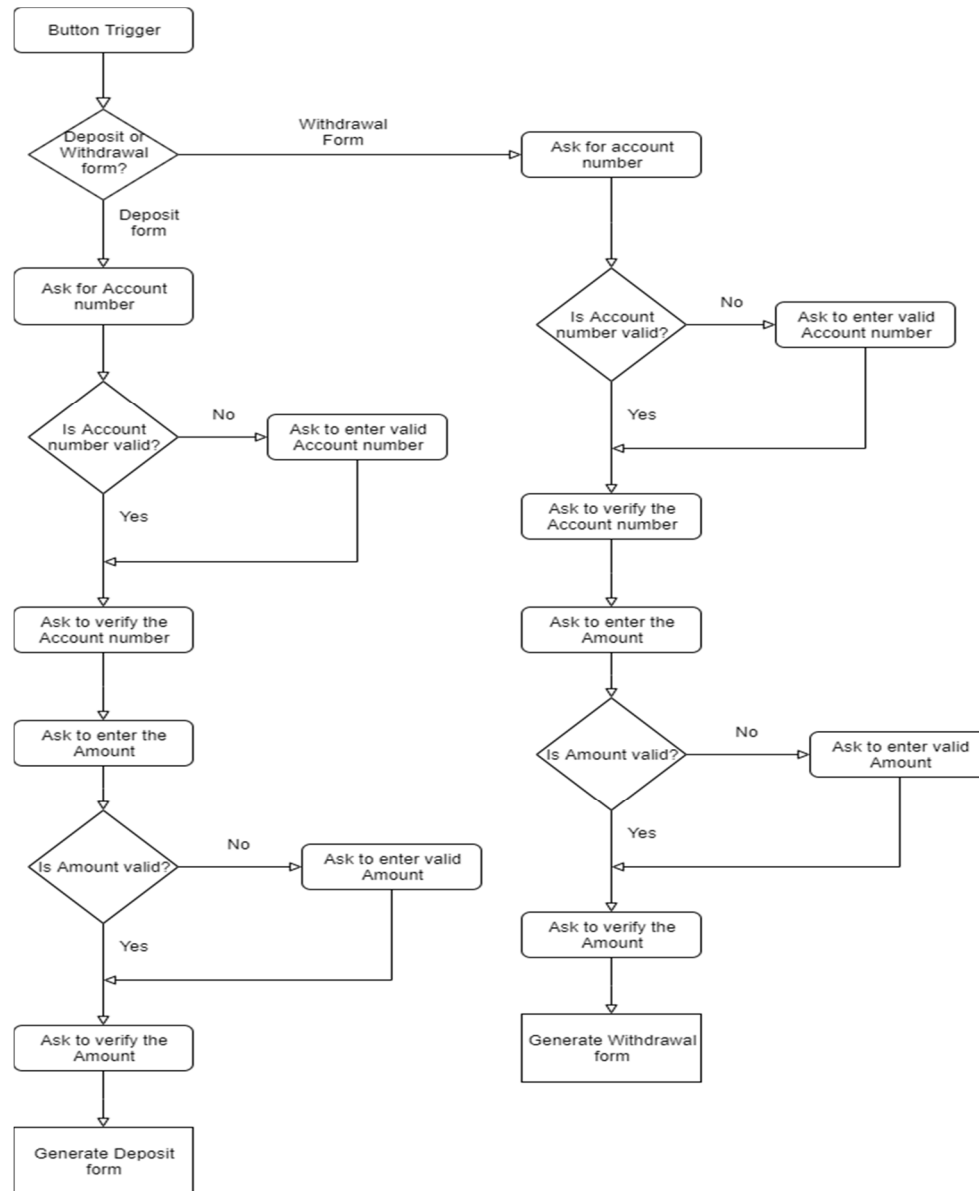 Button Trigger
Deposit or
Withdrawal
form?
Withdrawal
Form
Deposit
form
Ask for Account
number
Is Account
number valid?
No
Ask to enter valid
Account number
Yes
Ask to verify the
Account number
Ask to enter the
Amount
Is Amount valid?
No
Ask to enter valid
Amount
Yes
Ask to verify the
Amount
Generate Deposit
form
Ask for account
number
Is Account
number valid?
No
Ask to enter valid
Account number
Yes
Ask to verify the
Account number
Ask to enter the
Amount
Is Amount valid?
No
Ask to enter valid
Amount
Yes
Ask to verify the
Amount
Generate Withdrawal
form